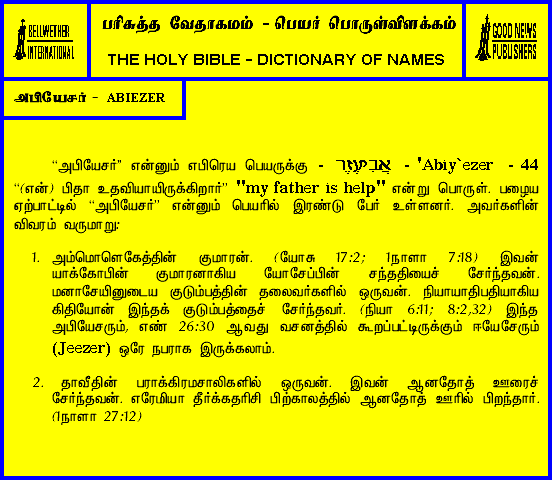 BELLWETHER
INTERNATIONAL
பரிசுத்த வேதாகமம் - பெயர் பொருள்விளக்கம்
THE HOLY BIBLE - DICTIONARY OF NAMES
GOOD NEWS
PUBLISHERS
அபியேசர் - ABIEZER
“அபியேசர்” என்னும் எபிரெய பெயருக்கு - אֲבִיעֶזֶר - 'Abiy`ezer - 44
“(என்) பிதா உதவியாயிருக்கிறார்” "my father is help" என்று பொருள். பழைய
ஏற்பாட்டில் “அபியேசர்” என்னும் பெயரில் இரண்டு பேர் உள்ளனர். அவர்களின்
விவரம் வருமாறு:
1. அம்மொளெகேத்தின் குமாரன். (யோசு 17:2; 1நாளா 7:18) இவன்
யாக்கோபின் குமாரனாகிய யோசேப்பின் சந்ததியைச் சேர்ந்தவன்.
மனாசேயினுடைய குடும்பத்தின் தலைவர்களில் ஒருவன். நியாயாதிபதியாகிய
கிதியோன் இந்தக் குடும்பத்தைச் சேர்ந்தவர். (நியா 6:11; 8:2,32) இந்த
அபியேசரும், எண் 26:30 ஆவது வசனத்தில் கூறப்பட்டிருக்கும் ஈயேசேரும்
(Jeezer) ஒரே நபராக இருக்கலாம்.
2. தாவீதின் பராக்கிரமசாலிகளில் ஒருவன். இவன் ஆனதோத் ஊரைச்
சேர்ந்தவன். எரேமியா தீர்க்கதரிசி பிற்காலத்தில் ஆனதோத் ஊரில் பிறந்தார்.
(1நாளா 27:12)